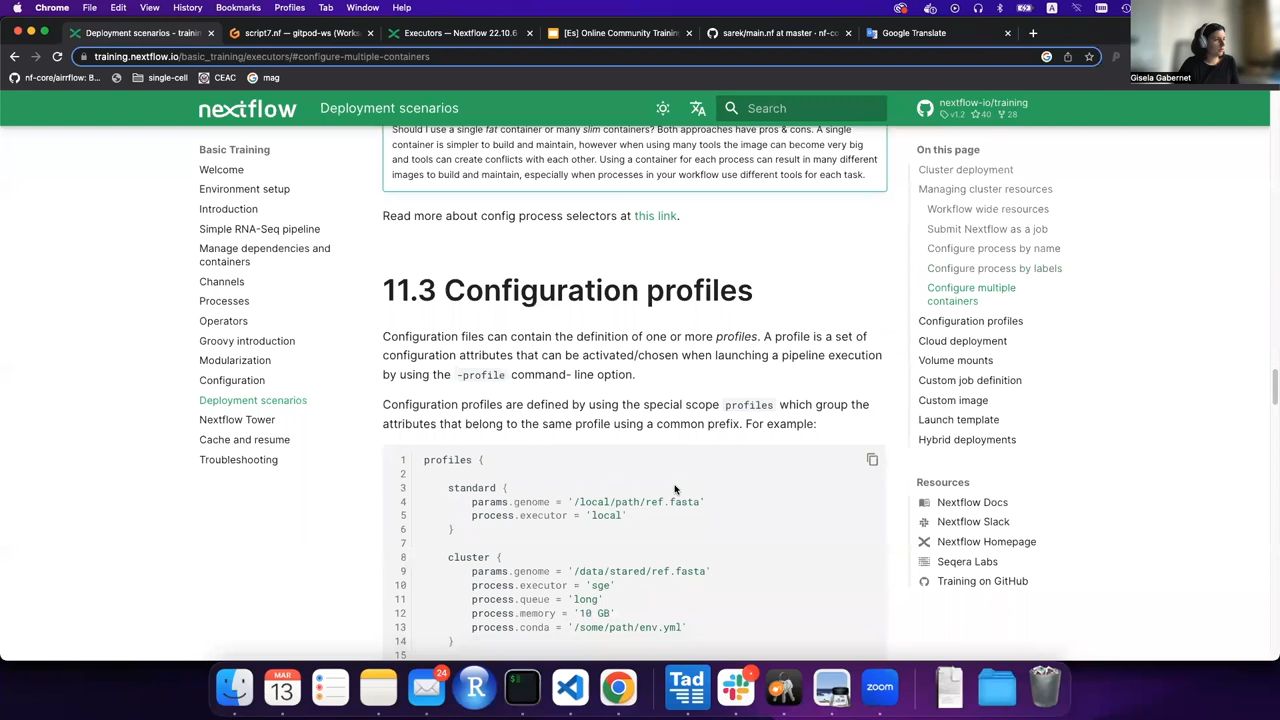 Chrome File Edit View History Bookmarks Profiles Tab Window Help
Deployment scenarios - trainin
script7.nf — gitpod-ws (Works
Executors — Nextflow 22.10.6
[Es] Online Community Training
sarek/main.nf at master · nf-co
Google Translate
training.nextflow.io/basic_training/executors/#configure-multiple-containers
nf-core/airrflow: B...
single-cell
CEAC
mag
Gisela Gabernet
nextflow
Deployment scenarios
Search
nextflow-io/training
v1.2 40 28
Basic Training
Welcome
Environment setup
Introduction
Simple RNA-Seq pipeline
Manage dependencies and
containers
Channels
Processes
Operators
Groovy introduction
Modularization
Configuration
Deployment scenarios
Nextflow Tower
Cache and resume
Troubleshooting
Should I use a single fat container or many slim containers? Both approaches have pros & cons. A single
container is simpler to build and maintain, however when using many tools the image can become very big
and tools can create conflicts with each other. Using a container for each process can result in many different
images to build and maintain, especially when processes in your workflow use different tools for each task.
Read more about config process selectors at this link.
11.3 Configuration profiles
Configuration files can contain the definition of one or more profiles. A profile is a set of
configuration attributes that can be activated/chosen when launching a pipeline execution
by using the -profile command- line option.
Configuration profiles are defined by using the special scope profiles which group the
attributes that belong to the same profile using a common prefix. For example:
1 profiles {
2
3 standard {
4 params.genome = '/local/path/ref.fasta'
5 process.executor = 'local'
6 }
7
8 cluster {
9 params.genome = '/data/stared/ref.fasta'
10 process.executor = 'sge'
11 process.queue = 'long'
12 process.memory = '10 GB'
13 process.conda = '/some/path/env.yml'
14 }
15
On this page
Cluster deployment
Managing cluster resources
Workflow wide resources
Submit Nextflow as a job
Configure process by name
Configure process by labels
Configure multiple
containers
Configuration profiles
Cloud deployment
Volume mounts
Custom job definition
Custom image
Launch template
Hybrid deployments
Resources
Nextflow Docs
Nextflow Slack
Nextflow Homepage
Seqera Labs
Training on GitHub
MAR
13
24
R
Tad
zoom